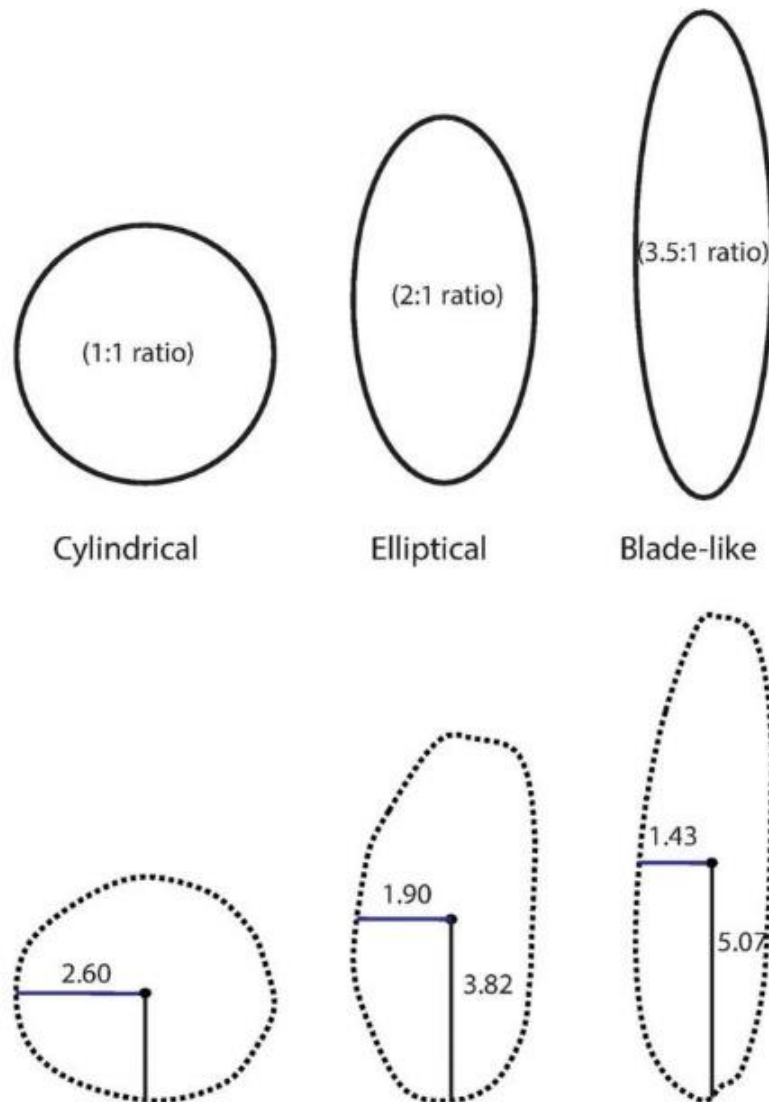 (1:1 ratio)
(2:1 ratio)
(3.5:1 ratio)
Cylindrical
Elliptical
Blade-like
2.60
1.90
3.82
1.43
5.07